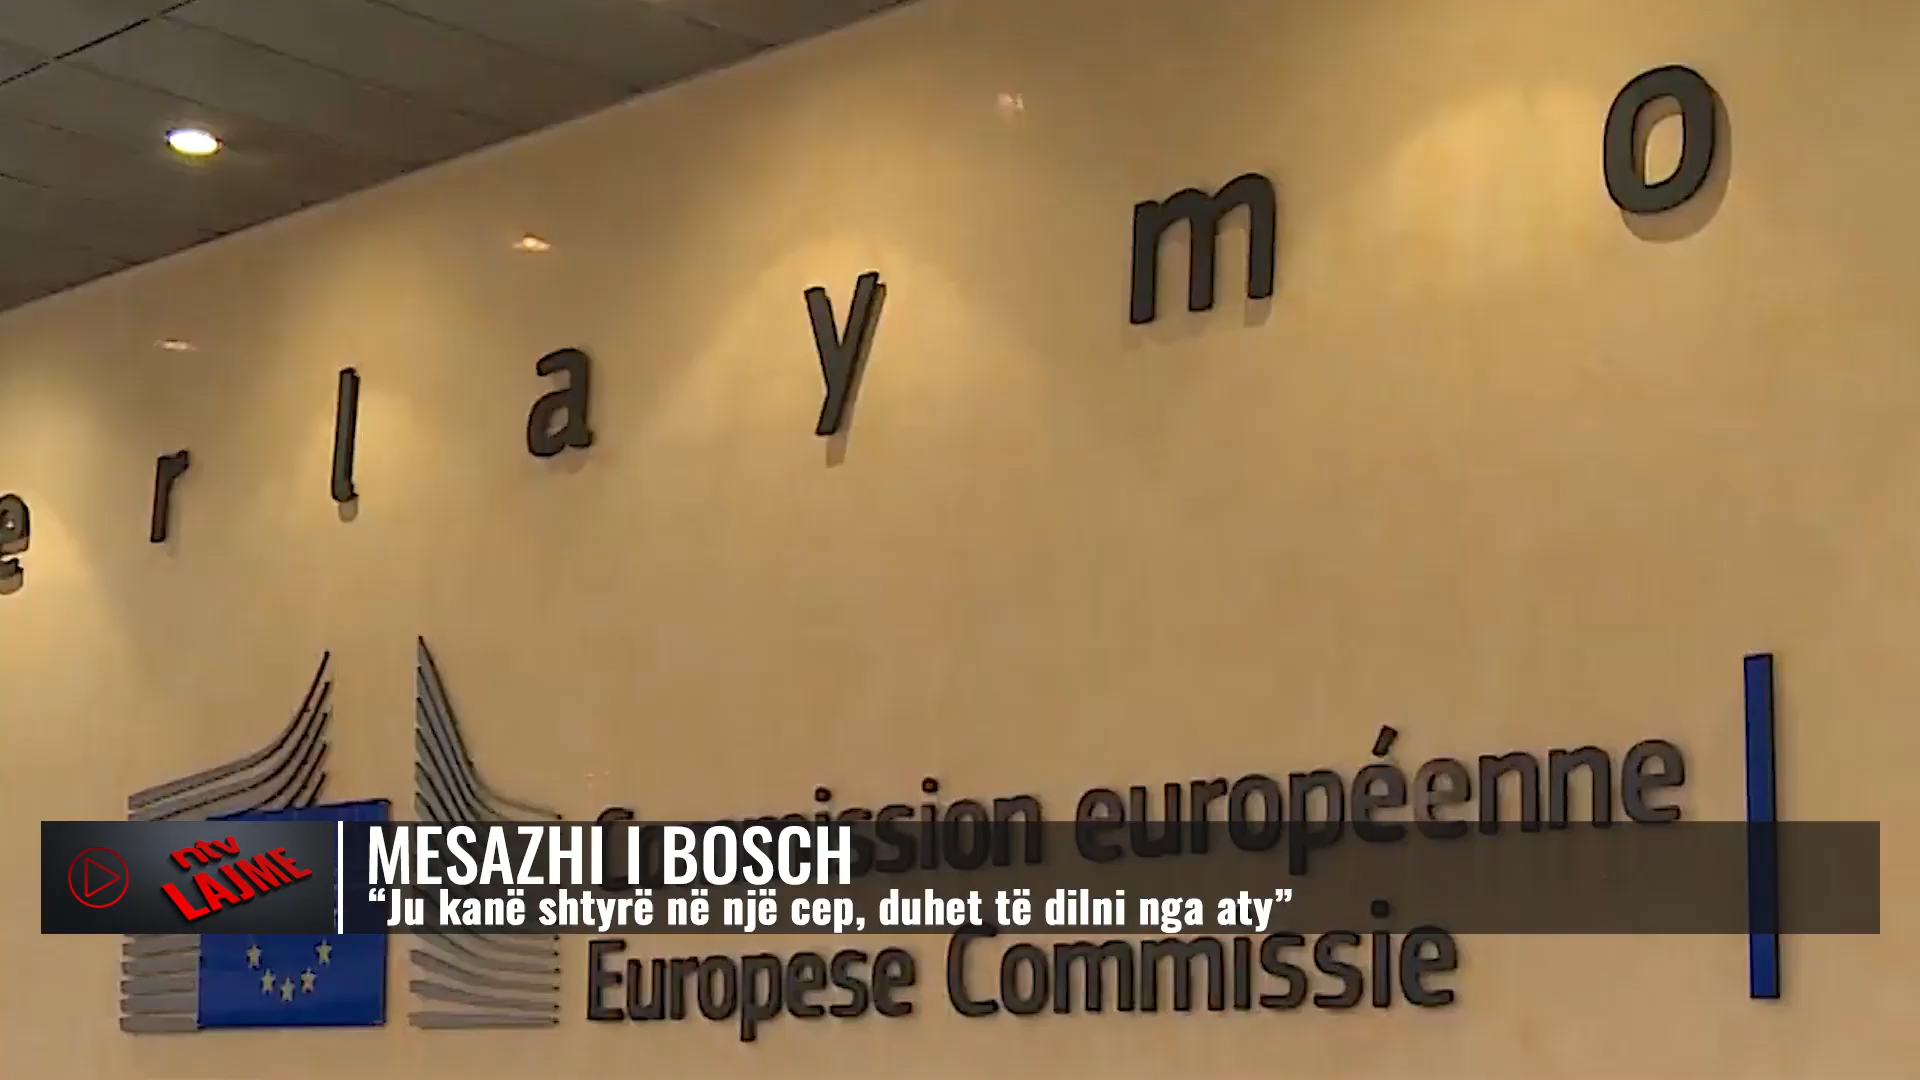 erlaymo
Commission européenne
Europese Commissie
ntv
LAJME
MESAZHI I BOSCH
“Ju kanë shtyrë në një cep, duhet të dilni nga aty”